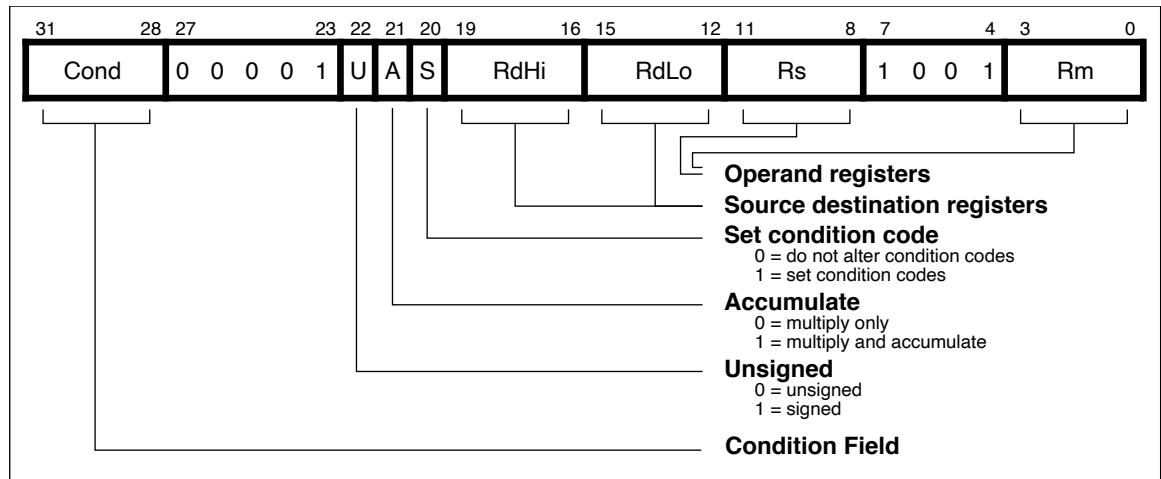 31 28 27 23 22 21 20 19 16 15 12 11 8 7 4 3 0
Cond 0 0 0 0 1 U A S RdHi RdLo Rs 1 0 0 1 Rm
Operand registers
Source destination registers
Set condition code
0 = do not alter condition codes
1 = set condition codes
Accumulate
0 = multiply only
1 = multiply and accumulate
Unsigned
0 = unsigned
1 = signed
Condition Field